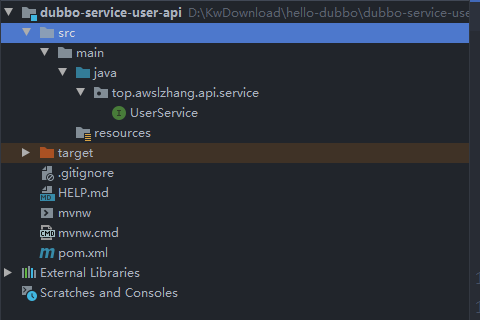 dubbo-service-user-api D:\KwDownload\hello-dubbo\dubbo-service-use
src
main
java
top.awslzhang.api.service
UserService
resources
target
.gitignore
HELP.md
mvnw
mvnw.cmd
pom.xml
External Libraries
Scratches and Consoles